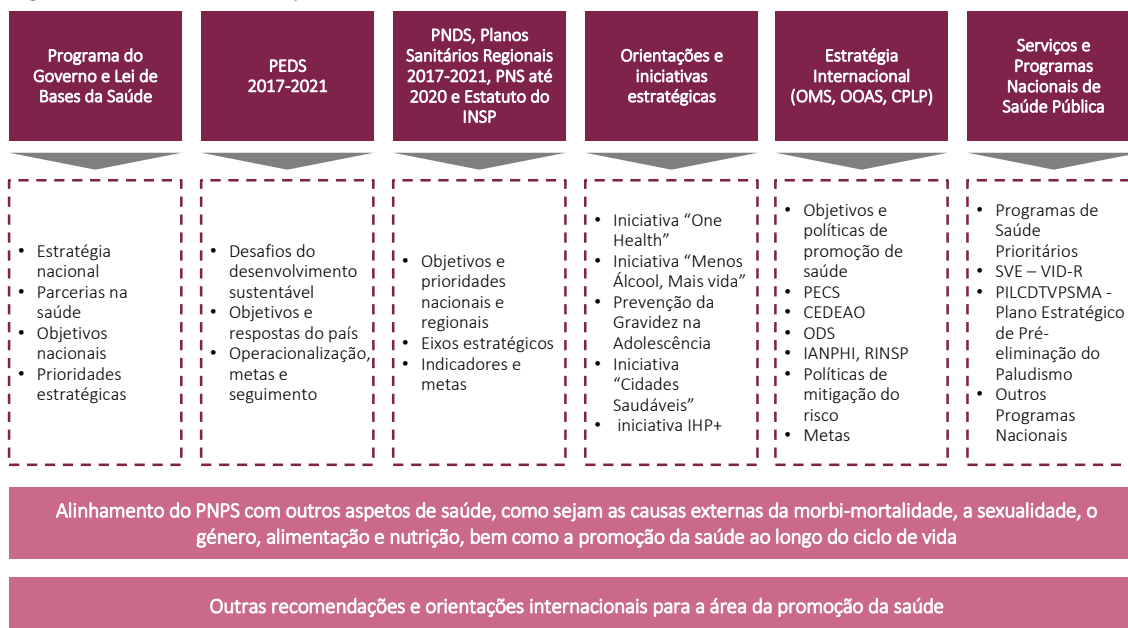 Programa do
Governo e Lei de
Bases da Saúde
PEDS
2017-2021
PNDS, Planos
Sanitários Regionais
2017-2021, PNS até
2020 e Estatuto do
INSP
Orientações e
iniciativas
estratégicas
Estratégia
Internacional
(OMS, OOAS, CPLP)
Serviços e
Programas
Nacionais de
Saúde Pública
• Estratégia
nacional
• Parcerias na
saúde
• Objetivos
nacionais
• Prioridades
estratégicas
• Desafios do
desenvolvimento
sustentável
• Objetivos e
respostas do país
• Operacionalização,
metas e
seguimento
• Objetivos e
prioridades
nacionais e
regionais
• Eixos estratégicos
• Indicadores e
metas
• Iniciativa “One
Health”
• Iniciativa “Menos
Álcool, Mais vida”
• Prevenção da
Gravidez na
Adolescência
• Iniciativa
“Cidades
Saudáveis”
• iniciativa IHP+
• Objetivos e
políticas de
promoção de
saúde
• PECS
• CEDEAO
• ODS
• IANPHI, RINSP
• Políticas de
mitigação do
risco
• Metas
• Programas de
Saúde
Prioritários
• SVE – VID-R
• PILCDTVPSMA -
Plano Estratégico
de Pré-
eliminação do
Paludismo
• Outros
Programas
Nacionais
Alinhamento do PNPS com outros aspetos de saúde, como sejam as causas externas da morbi-mortalidade, a sexualidade, o
género, alimentação e nutrição, bem como a promoção da saúde ao longo do ciclo de vida
Outras recomendações e orientações internacionais para a área da promoção da saúde